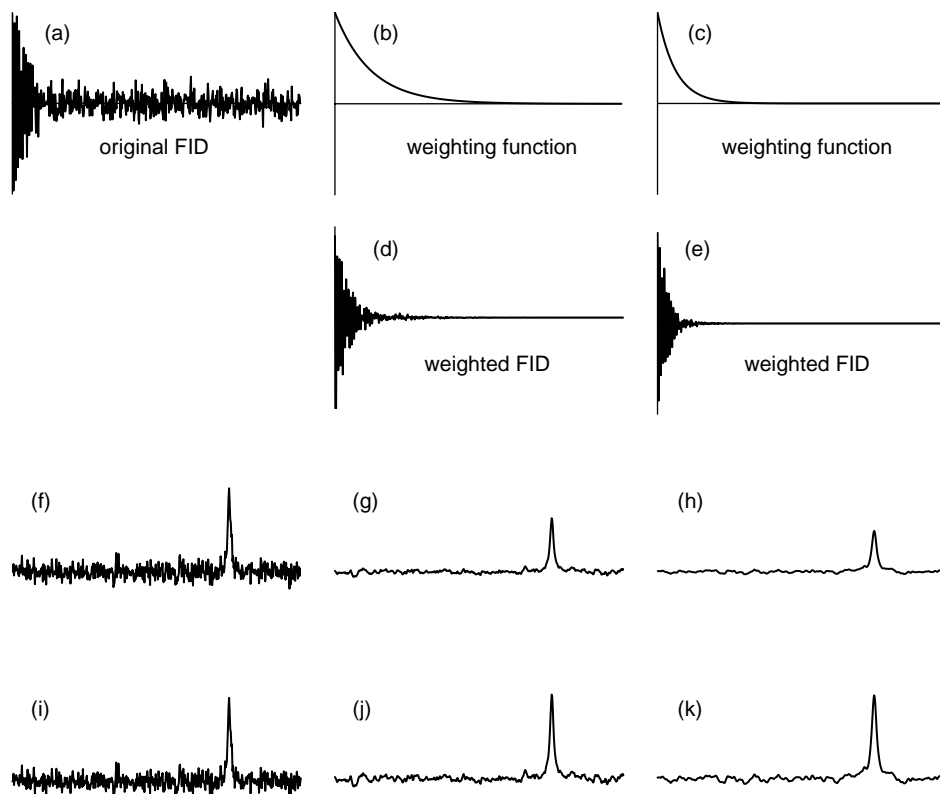 (a)
(b)
(c)
original FID
weighting function
weighting function
(d)
(e)
weighted FID
weighted FID
(f)
(g)
(h)
(i)
(j)
(k)